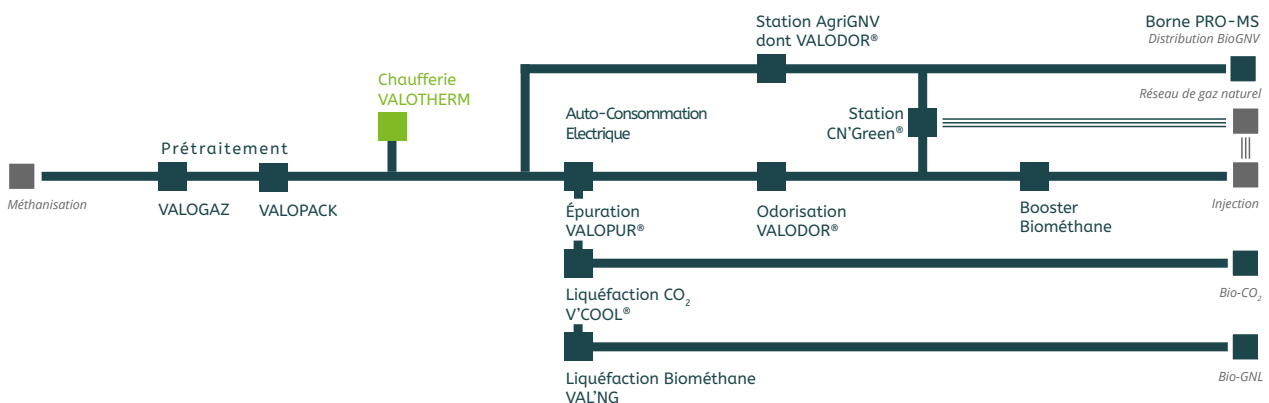 Station AgriGNV
dont VALODOR®
Borne PRO-MS
Distribution BioGNV
Chaufferie
VALOTHERM
Réseau de gaz naturel
Auto-Consommation
Electrique
Station
CN'Green®
Prétraitement
Méthanisation
VALOGAZ
VALOPACK
Épuration
VALOPUR®
Odorisation
VALODOR®
Booster
Biométhane
Injection
Liquéfaction CO₂
V'COOL®
Bio-CO₂
Liquéfaction Biométhane
VAL'NG
Bio-GNL